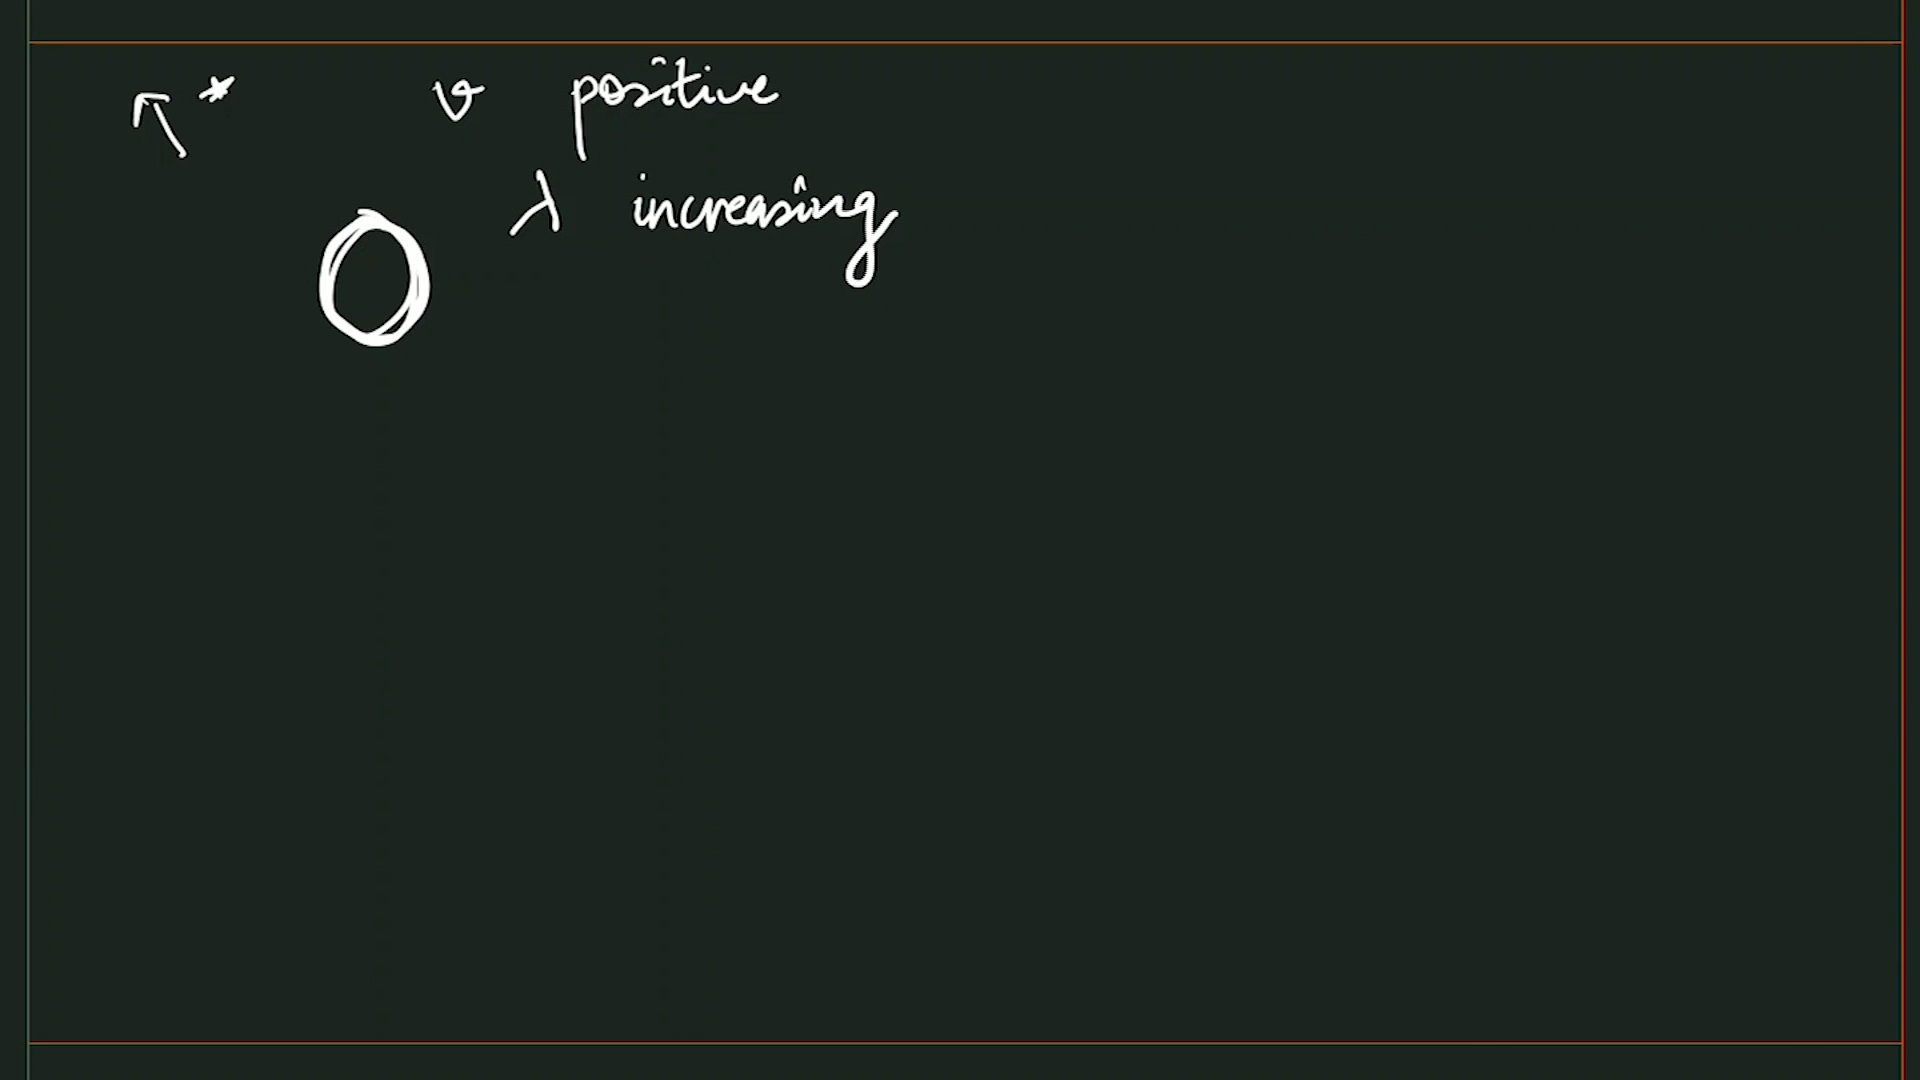 v positive
λ increasing